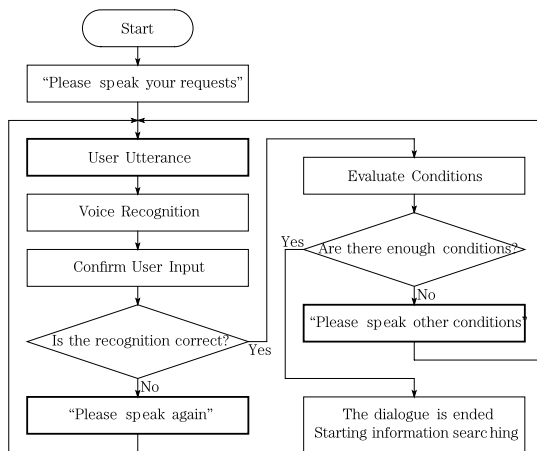 Start
“Please speak your requests”
User Utterance
Voice Recognition
Confirm User Input
Is the recognition correct?
Yes
No
“Please speak again”
Evaluate Conditions
Are there enough conditions?
Yes
No
“Please speak other conditions”
The dialogue is ended
Starting information searching